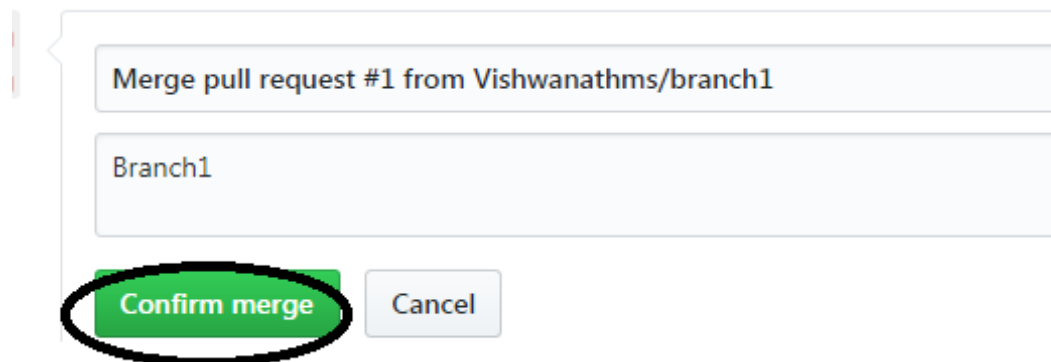 Merge pull request #1 from Vishwanathms/branch1
Branch1
Confirm merge
Cancel